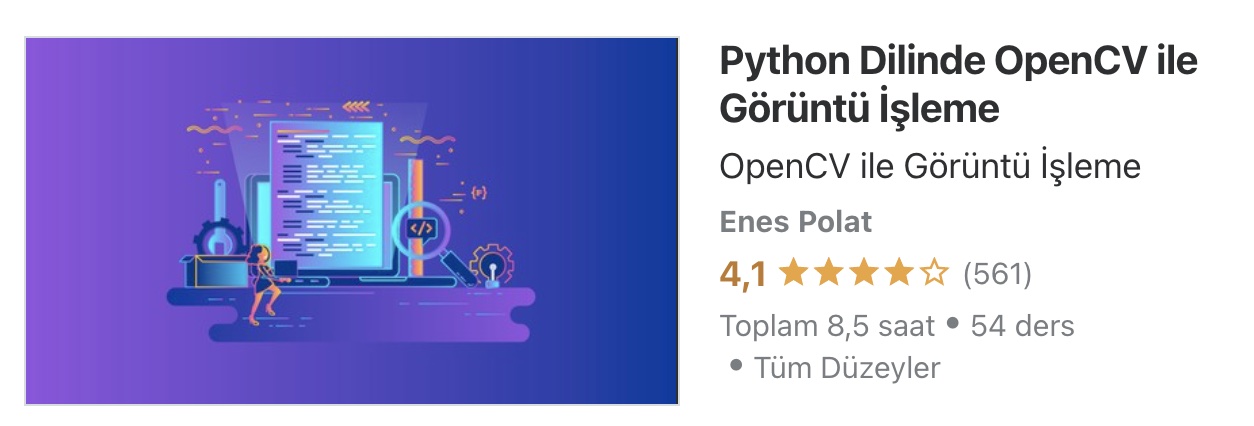 Python Dilinde OpenCV ile
Görüntü İşleme
OpenCV ile Görüntü İşleme
Enes Polat
4,1 (561)
Toplam 8,5 saat • 54 ders
• Tüm Düzeyler